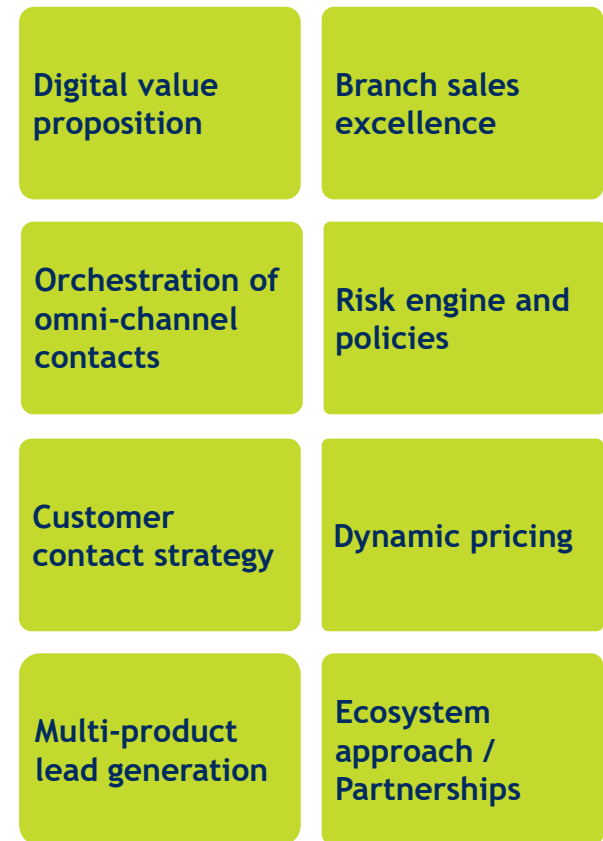 Digital value
proposition
Branch sales
excellence
Orchestration of
omni-channel
contacts
Risk engine and
policies
Customer
contact strategy
Dynamic pricing
Multi-product
lead generation
Ecosystem
approach /
Partnerships